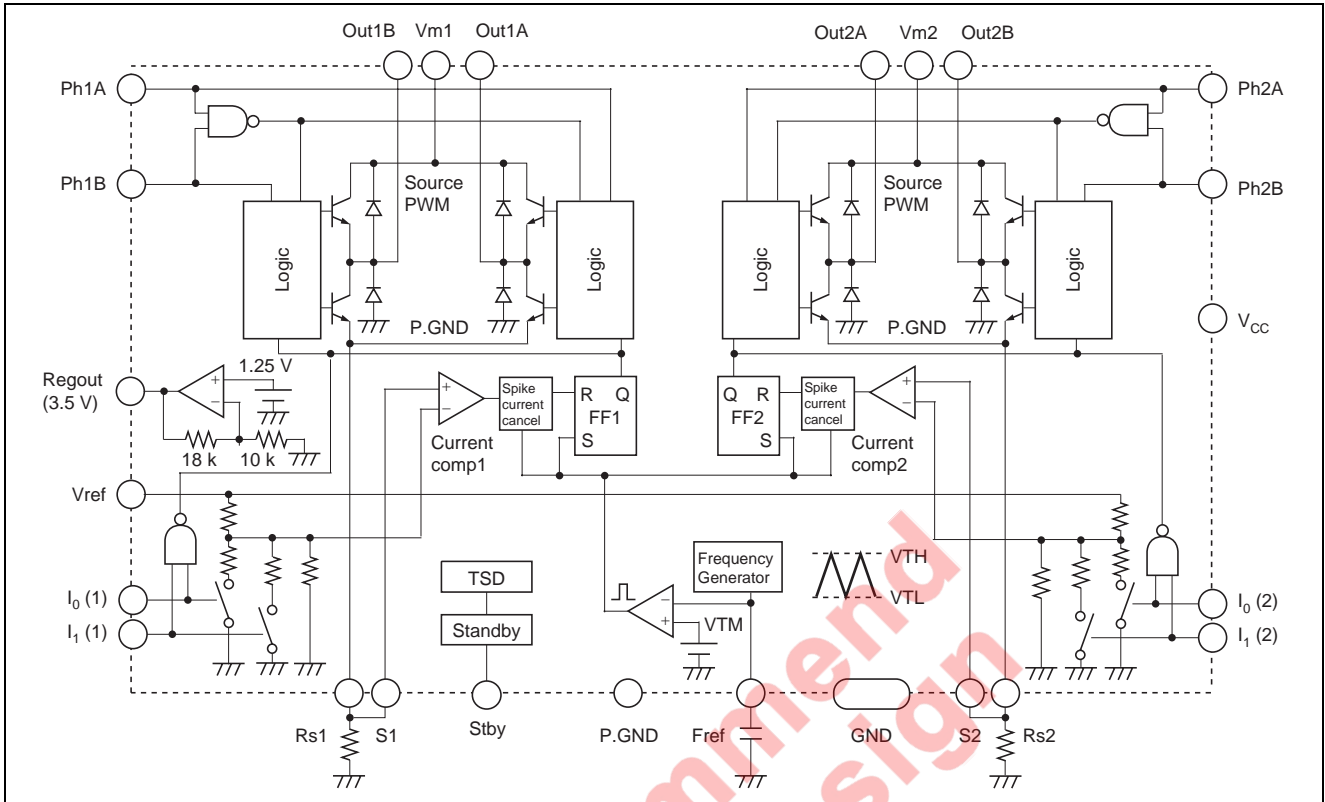 Out1B Vm1 Out1A Out2A Vm2 Out2B
Ph1A Ph2A
Ph1B Ph2B
Source PWM
Source PWM
Logic Logic Logic Logic
P.GND P.GND
VCC
Regout (3.5 V)
1.25 V
+
−
18 k 10 k
+
−
Current comp1
Spike current cancel
R Q
FF1
S
Q R
FF2
S
Spike current cancel
+
−
Current comp2
Vref
I0 (1)
I1 (1)
TSD
Standby
Frequency Generator
−
+
VTM
VTH
VTL
I0 (2)
I1 (2)
Rs1 S1 Stby P.GND Fref GND S2 Rs2
mmend
sign